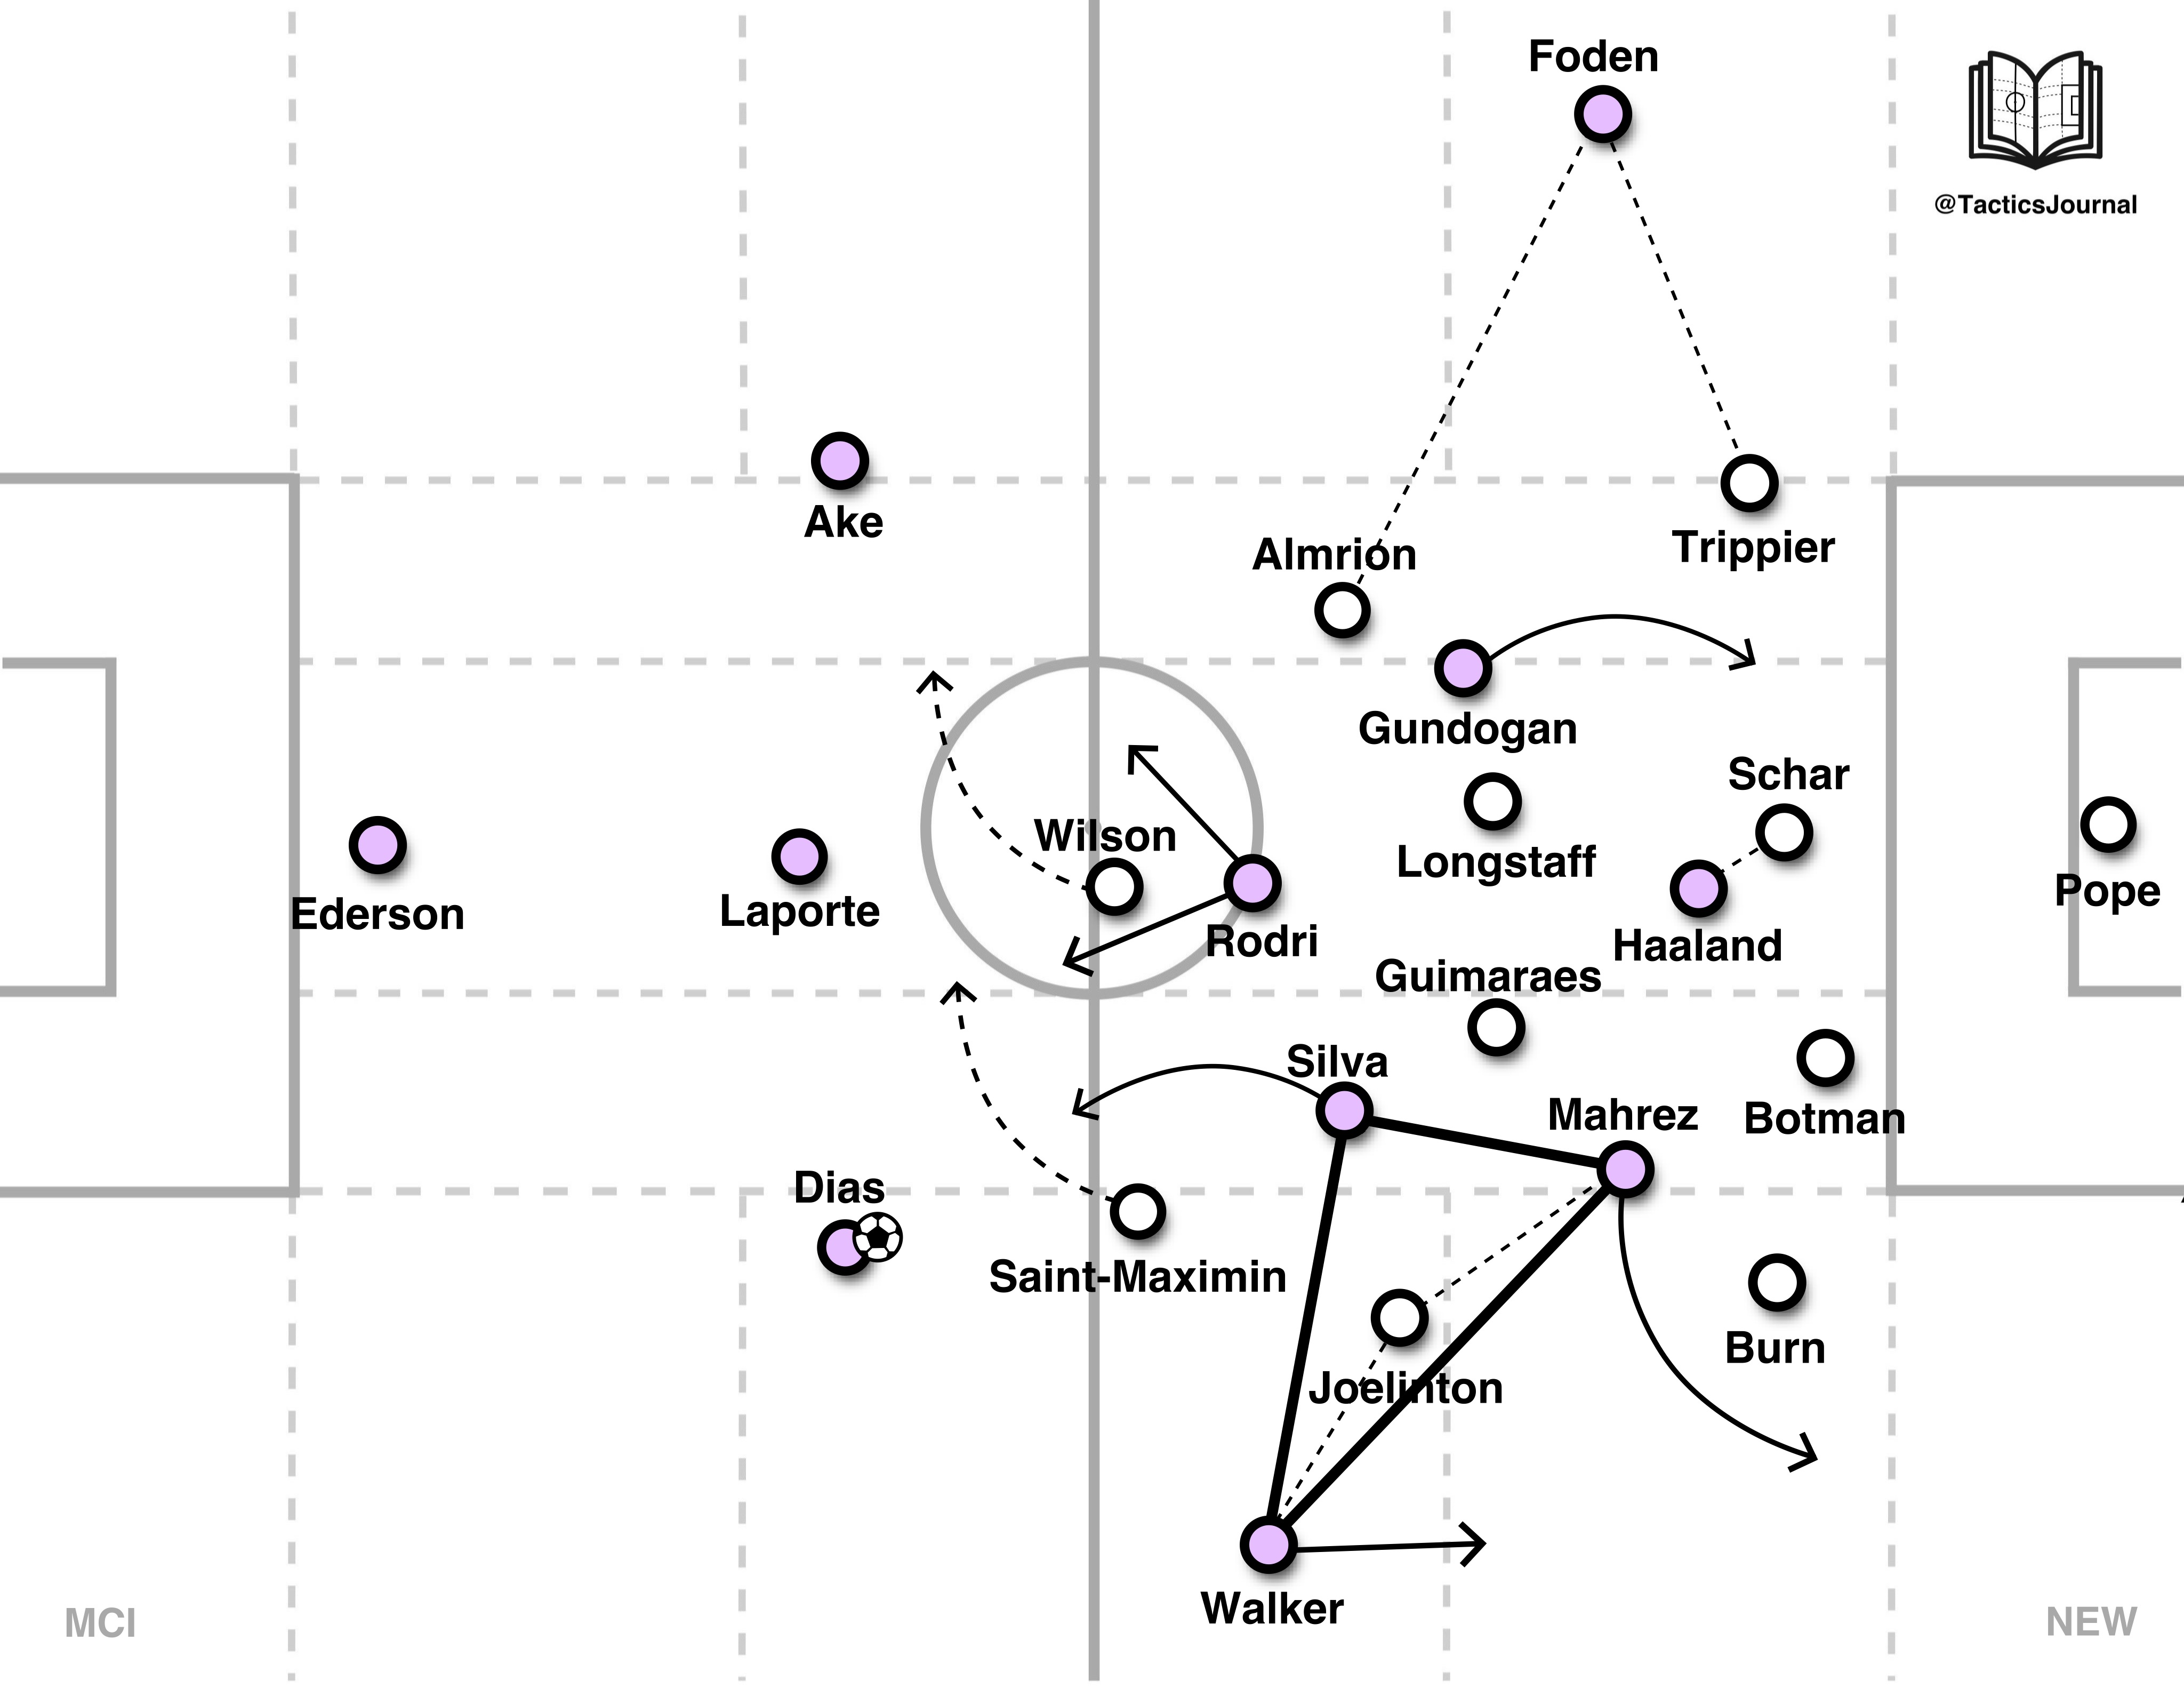 Foden
@TacticsJournal
Ake
Almrion
Trippier
Gundogan
Schar
Wilson
Longstaff
Ederson
Laporte
Rodri
Haaland
Pope
Guimaraes
Silva
Mahrez
Botman
Dias
Saint-Maximin
Joelinton
Burn
Walker
MCI
NEW